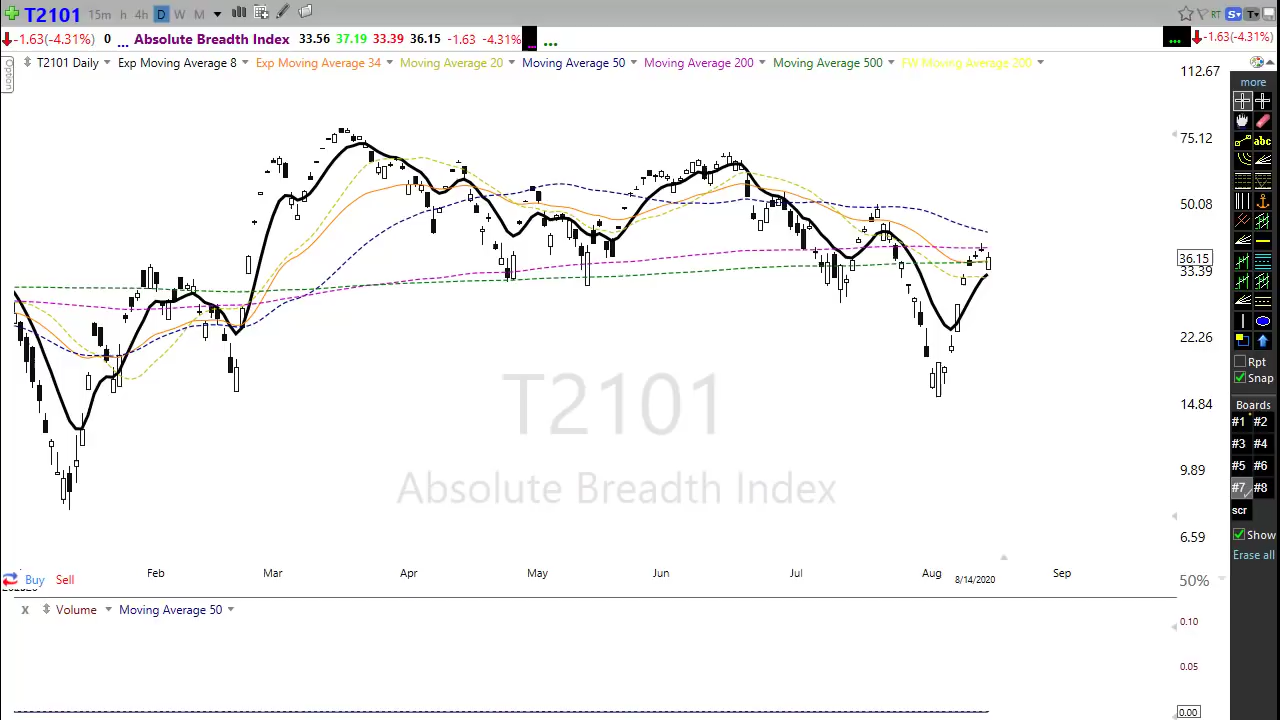 T2101 15m h 4h D W M RT S T
-1.63(-4.31%) 0 ... Absolute Breadth Index 33.56 37.19 33.39 36.15 -1.63 -4.31% ... ... ... -1.63(-4.31%)
Option
T2101 Daily Exp Moving Average 8 Exp Moving Average 34 Moving Average 20 Moving Average 50 Moving Average 200 Moving Average 500 FW Moving Average 200
112.67
75.12
50.08
36.15
33.39
22.26
14.84
9.89
6.59
T2101
Absolute Breadth Index
Feb Mar Apr May Jun Jul Aug 8/14/2020 Sep
Buy Sell
50%
x Volume Moving Average 50
0.10
0.05
0.00
more
abc
Rpt
Snap
Boards
#1 #2
#3 #4
#5 #6
#7 #8
scr
Show
Erase all